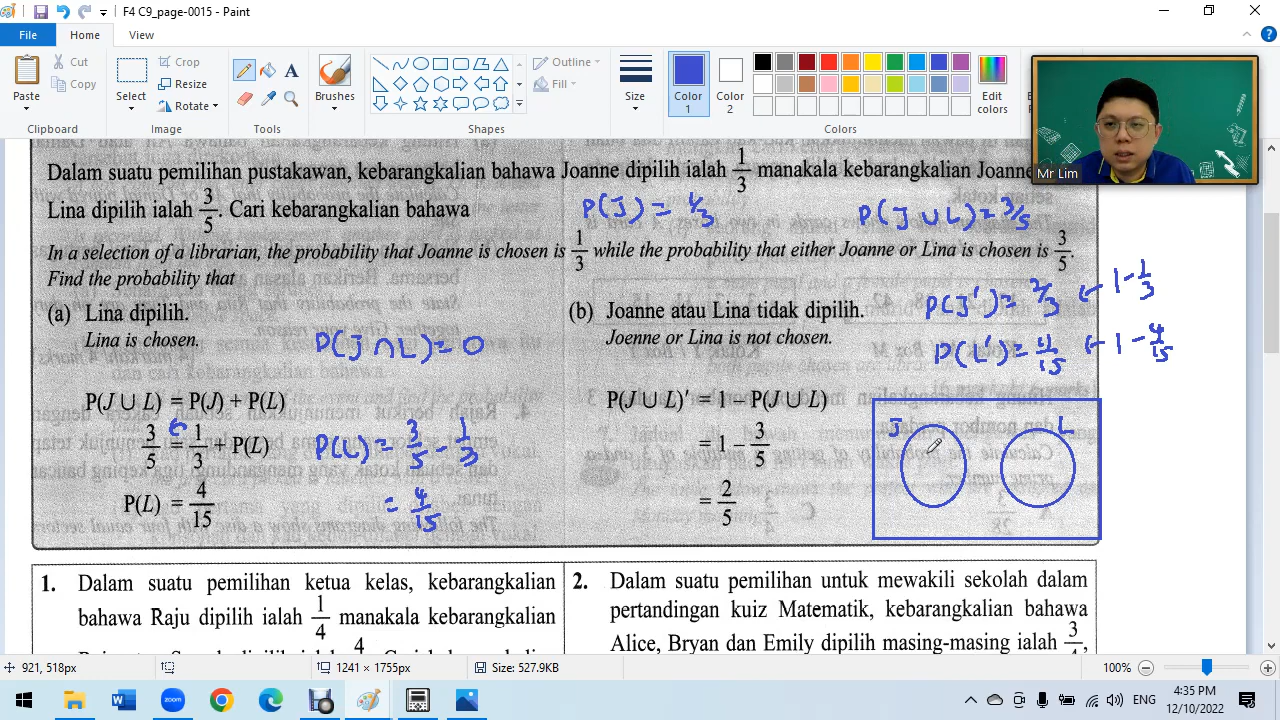 F4 C9_page-0015 - Paint
File Home View
Cut
Copy
Paste
Clipboard
Select
Crop
Resize
Rotate
Image
A
Tools
Brushes
Outline
Fill
Shapes
Size
Color 1
Color 2
Edit colors
Colors
Mr Lim
Dalam suatu pemilihan pustakawan, kebarangkalian bahawa Joanne dipilih ialah 1/3 manakala kebarangkalian Joanne
Lina dipilih ialah 3/5. Cari kebarangkalian bahawa
P(J) = 1/3
P(J ∪ L) = 3/5
In a selection of a librarian, the probability that Joanne is chosen is 1/3 while the probability that either Joanne or Lina is chosen is 3/5.
Find the probability that
P(J') = 2/3 ← 1 - 1/3
P(L') = 11/15 ← 1 - 4/15
(a) Lina dipilih.
Lina is chosen.
P(J ∩ L) = 0
P(J ∪ L) = P(J) + P(L)
3/5 = 1/3 + P(L)
P(L) = 4/15
P(L) = 3/5 - 1/3
= 4/15
(b) Joanne atau Lina tidak dipilih.
Joenne or Lina is not chosen.
P(J ∪ L)' = 1 – P(J ∪ L)
= 1 – 3/5
= 2/5
J L
1. Dalam suatu pemilihan ketua kelas, kebarangkalian
bahawa Raju dipilih ialah 1/4 manakala kebarangkalian
2. Dalam suatu pemilihan untuk mewakili sekolah dalam
pertandingan kuiz Matematik, kebarangkalian bahawa
Alice, Bryan dan Emily dipilih masing-masing ialah 3/4,
921, 518px
1241 × 1755px
Size: 527.9KB
100%
zoom
ENG
4:35 PM
12/10/2022